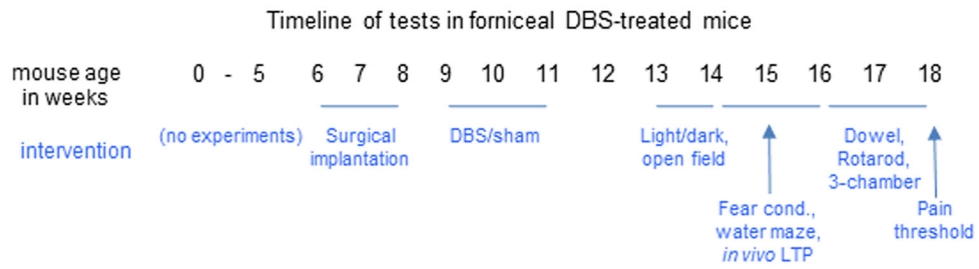 Timeline of tests in forniceal DBS-treated mice
mouse age in weeks
0 - 5 6 7 8 9 10 11 12 13 14 15 16 17 18
intervention
(no experiments)
Surgical
implantation
DBS/sham
Light/dark,
open field
Fear cond.,
water maze,
in vivo LTP
Dowel,
Rotarod,
3-chamber
Pain
threshold